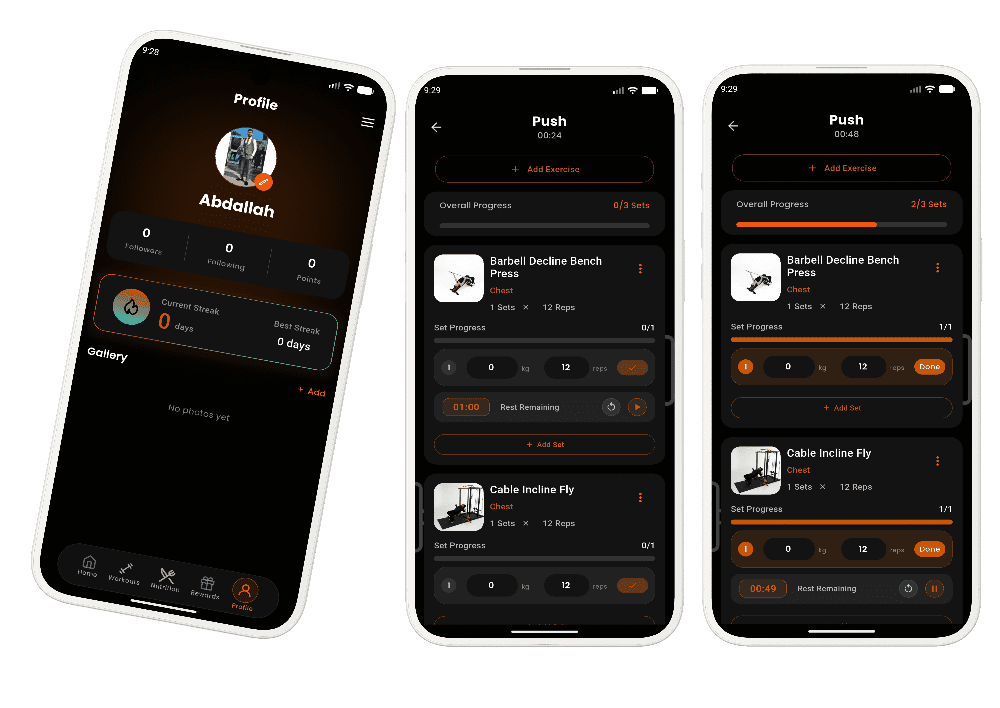 9:28
Profile
Abdallah
0
Followers
0
Following
0
Points
Current Streak
0 days
Best Streak
0 days
Gallery
+ Add
No photos yet
Home
Workouts
Nutrition
Rewards
Profile
9:29
Push
00:24
+ Add Exercise
Overall Progress 0/3 Sets
Barbell Decline Bench
Press
Chest
1 Sets × 12 Reps
Set Progress 0/1
1 0 kg 12 reps
01:00 Rest Remaining
+ Add Set
Cable Incline Fly
Chest
1 Sets × 12 Reps
Set Progress 0/1
1 0 kg 12 reps
9:29
Push
00:48
+ Add Exercise
Overall Progress 2/3 Sets
Barbell Decline Bench
Press
Chest
1 Sets × 12 Reps
Set Progress 1/1
1 0 kg 12 reps Done
+ Add Set
Cable Incline Fly
Chest
1 Sets × 12 Reps
Set Progress 1/1
1 0 kg 12 reps Done
00:49 Rest Remaining